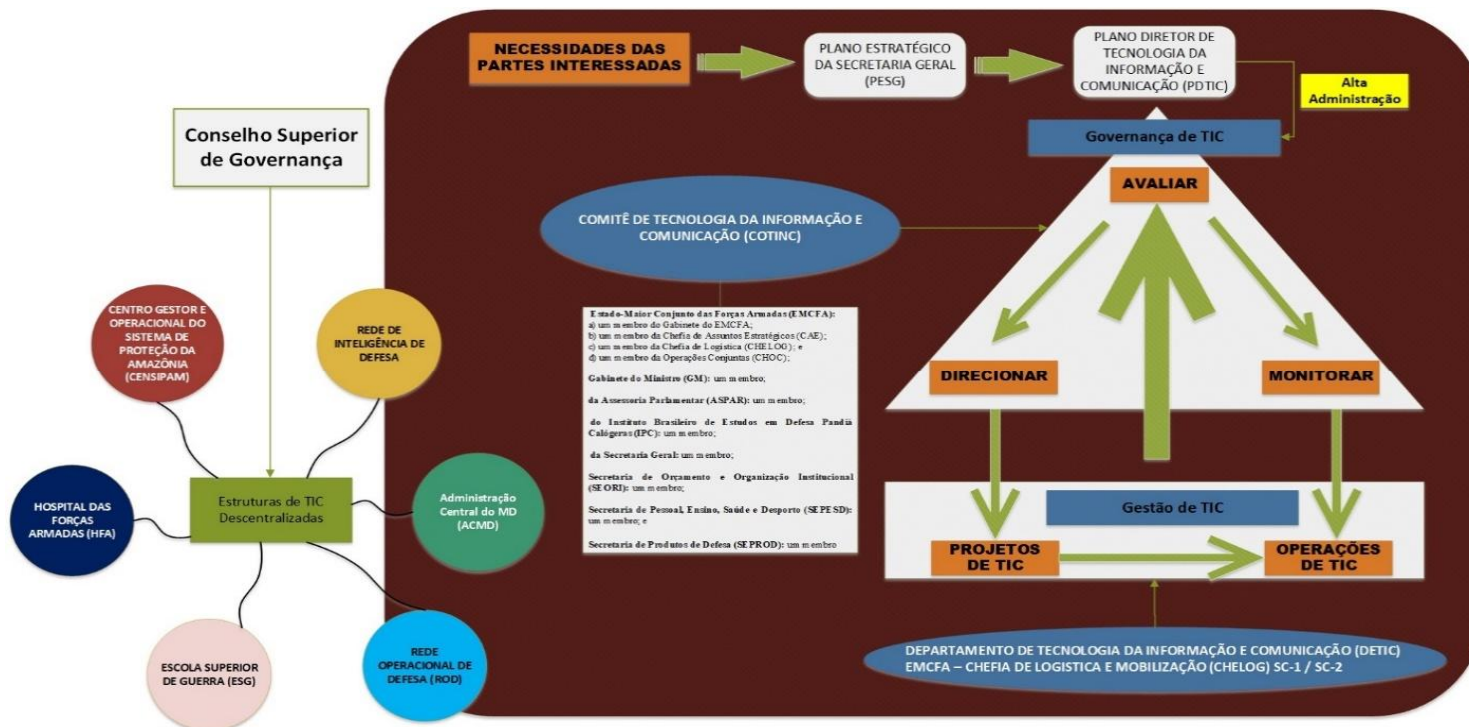 NECESSIDADES DAS
PARTES INTERESSADAS
PLANO ESTRATÉGICO
DA SECRETARIA GERAL
(PESG)
PLANO DIRETOR DE
TECNOLOGIA DA
INFORMAÇÃO E
COMUNICAÇÃO (PDTIC)
Alta
Administração
Conselho Superior
de Governança
Governança de TIC
AVALIAR
COMITÊ DE TECNOLOGIA DA INFORMAÇÃO E
COMUNICAÇÃO (COTINC)
CENTRO GESTOR E
OPERACIONAL DO
SISTEMA DE
PROTEÇÃO DA
AMAZÔNIA
(CENSIPAM)
REDE DE
INTELIGÊNCIA DE
DEFESA
Estado-Maior Conjunto das Forças Armadas (EMCFA):
a) um membro do Gabinete do EMCFA;
b) um membro da Chefia de Assuntos Estratégicos (CAE);
c) um membro da Chefia de Logística (CHELOG); e
d) um membro da Operações Conjuntas (CHOC);
Gabinete do Ministro (GM): um membro;
da Assessoria Parlamentar (ASPAR): um membro;
do Instituto Brasileiro de Estudos em Defesa Pandiá
Calógeras (IPC): um membro;
da Secretaria Geral: um membro;
Secretaria de Orçamento e Organização Institucional
(SEORI): um membro;
Secretaria de Pessoal, Ensino, Saúde e Desporto (SEPESD):
um membro; e
Secretaria de Produtos de Defesa (SEPROD): um membro
DIRECIONAR
MONITORAR
HOSPITAL DAS
FORÇAS
ARMADAS (HFA)
Estruturas de TIC
Descentralizadas
Administração
Central do MD
(ACMD)
Gestão de TIC
PROJETOS
DE TIC
OPERAÇÕES
DE TIC
ESCOLA SUPERIOR
DE GUERRA (ESG)
REDE
OPERACIONAL DE
DEFESA (ROD)
DEPARTAMENTO DE TECNOLOGIA DA INFORMAÇÃO E COMUNICAÇÃO (DETIC)
EMCFA – CHEFIA DE LOGISTICA E MOBILIZAÇÃO (CHELOG) SC-1 / SC-2